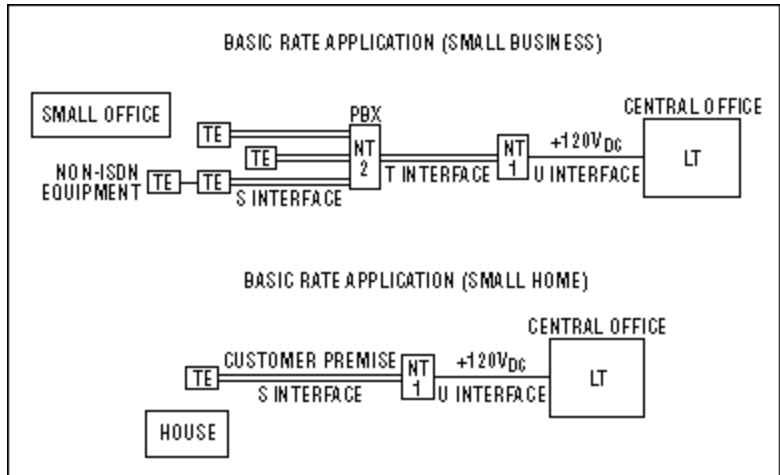 BASIC RATE APPLICATION (SMALL BUSINESS)
SMALL OFFICE
CENTRAL OFFICE
PBX
TE
TE
NT
2
T INTERFACE
NT
1
+120VDC
U INTERFACE
LT
NON-ISDN
EQUIPMENT
TE
TE
S INTERFACE
BASIC RATE APPLICATION (SMALL HOME)
CENTRAL OFFICE
TE
CUSTOMER PREMISE
S INTERFACE
NT
1
+120VDC
U INTERFACE
LT
HOUSE